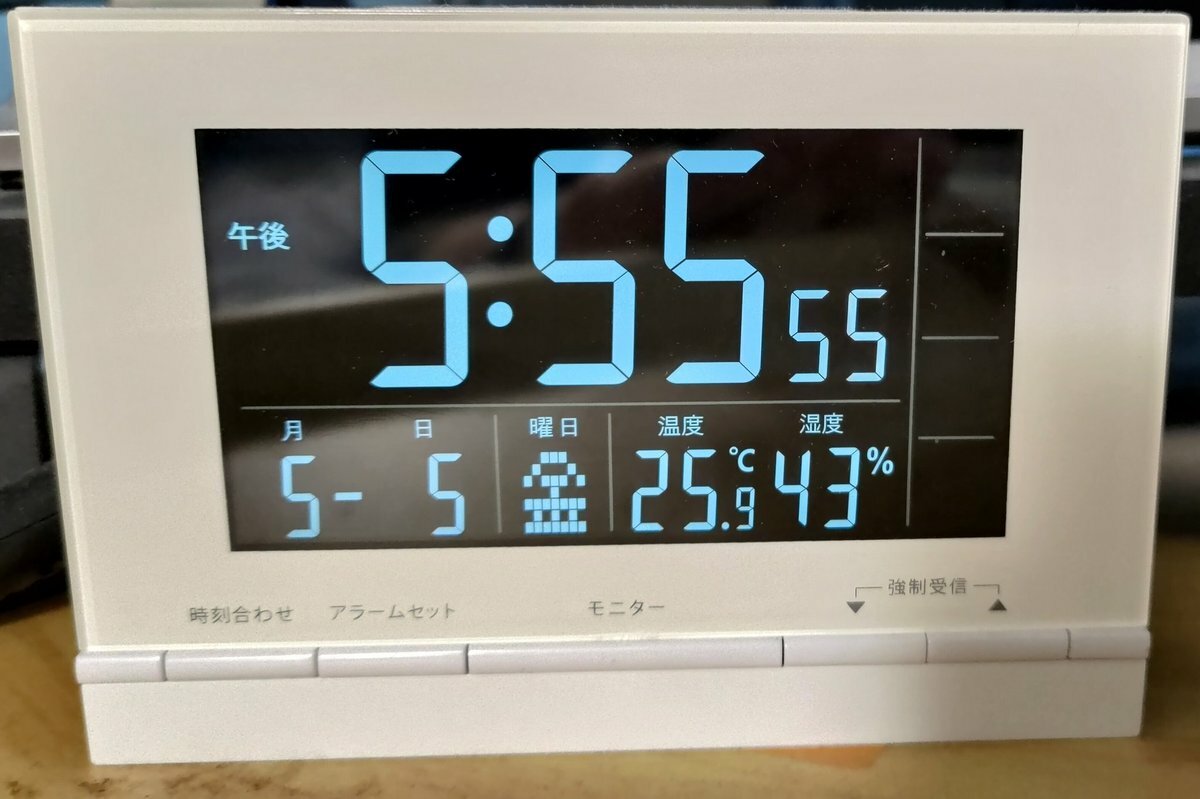 午後 5:55 55
月 日 曜日 温度 湿度
5- 5 金 25.9℃ 43%
強制受信
時刻合わせ アラームセット モニター ▼ ▲